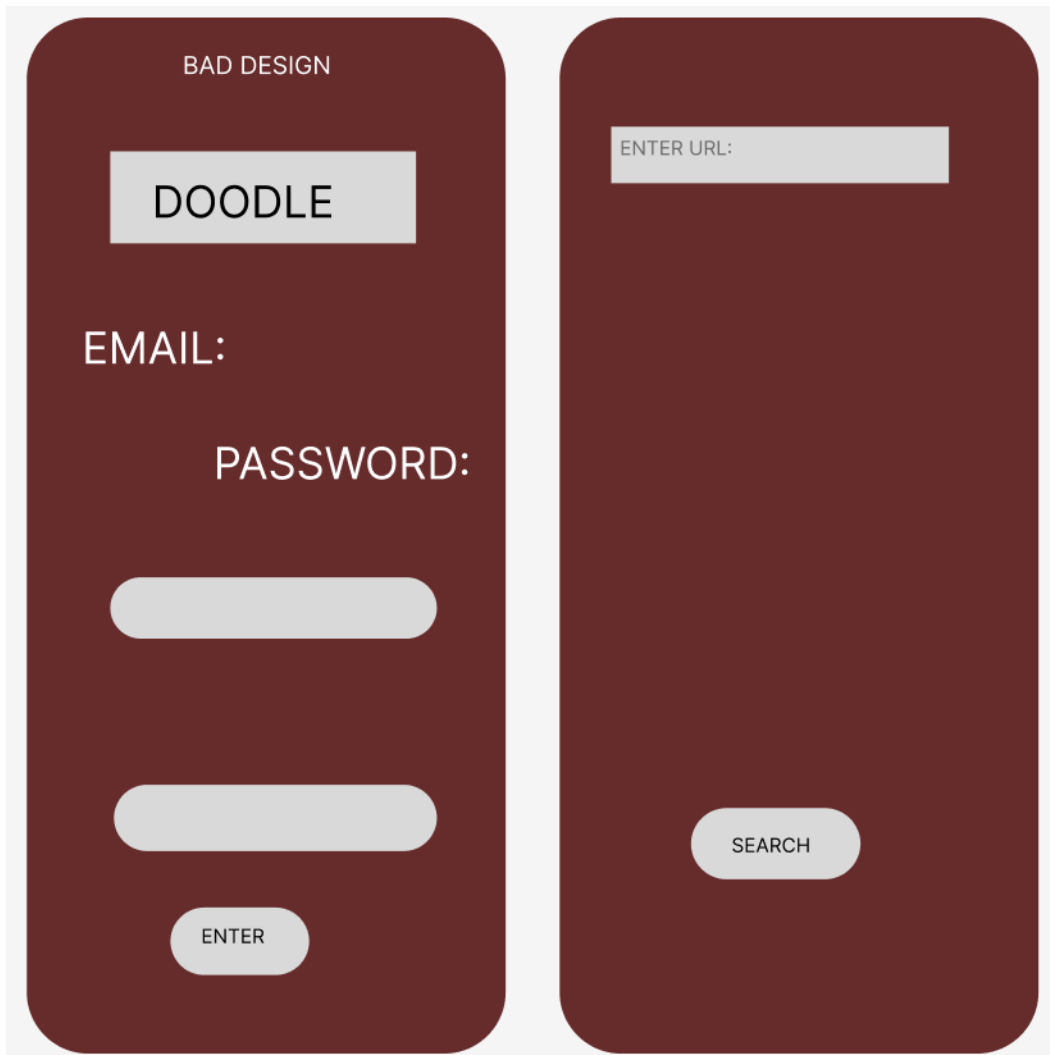 BAD DESIGN
DOODLE
EMAIL:
PASSWORD:
ENTER
ENTER URL:
SEARCH